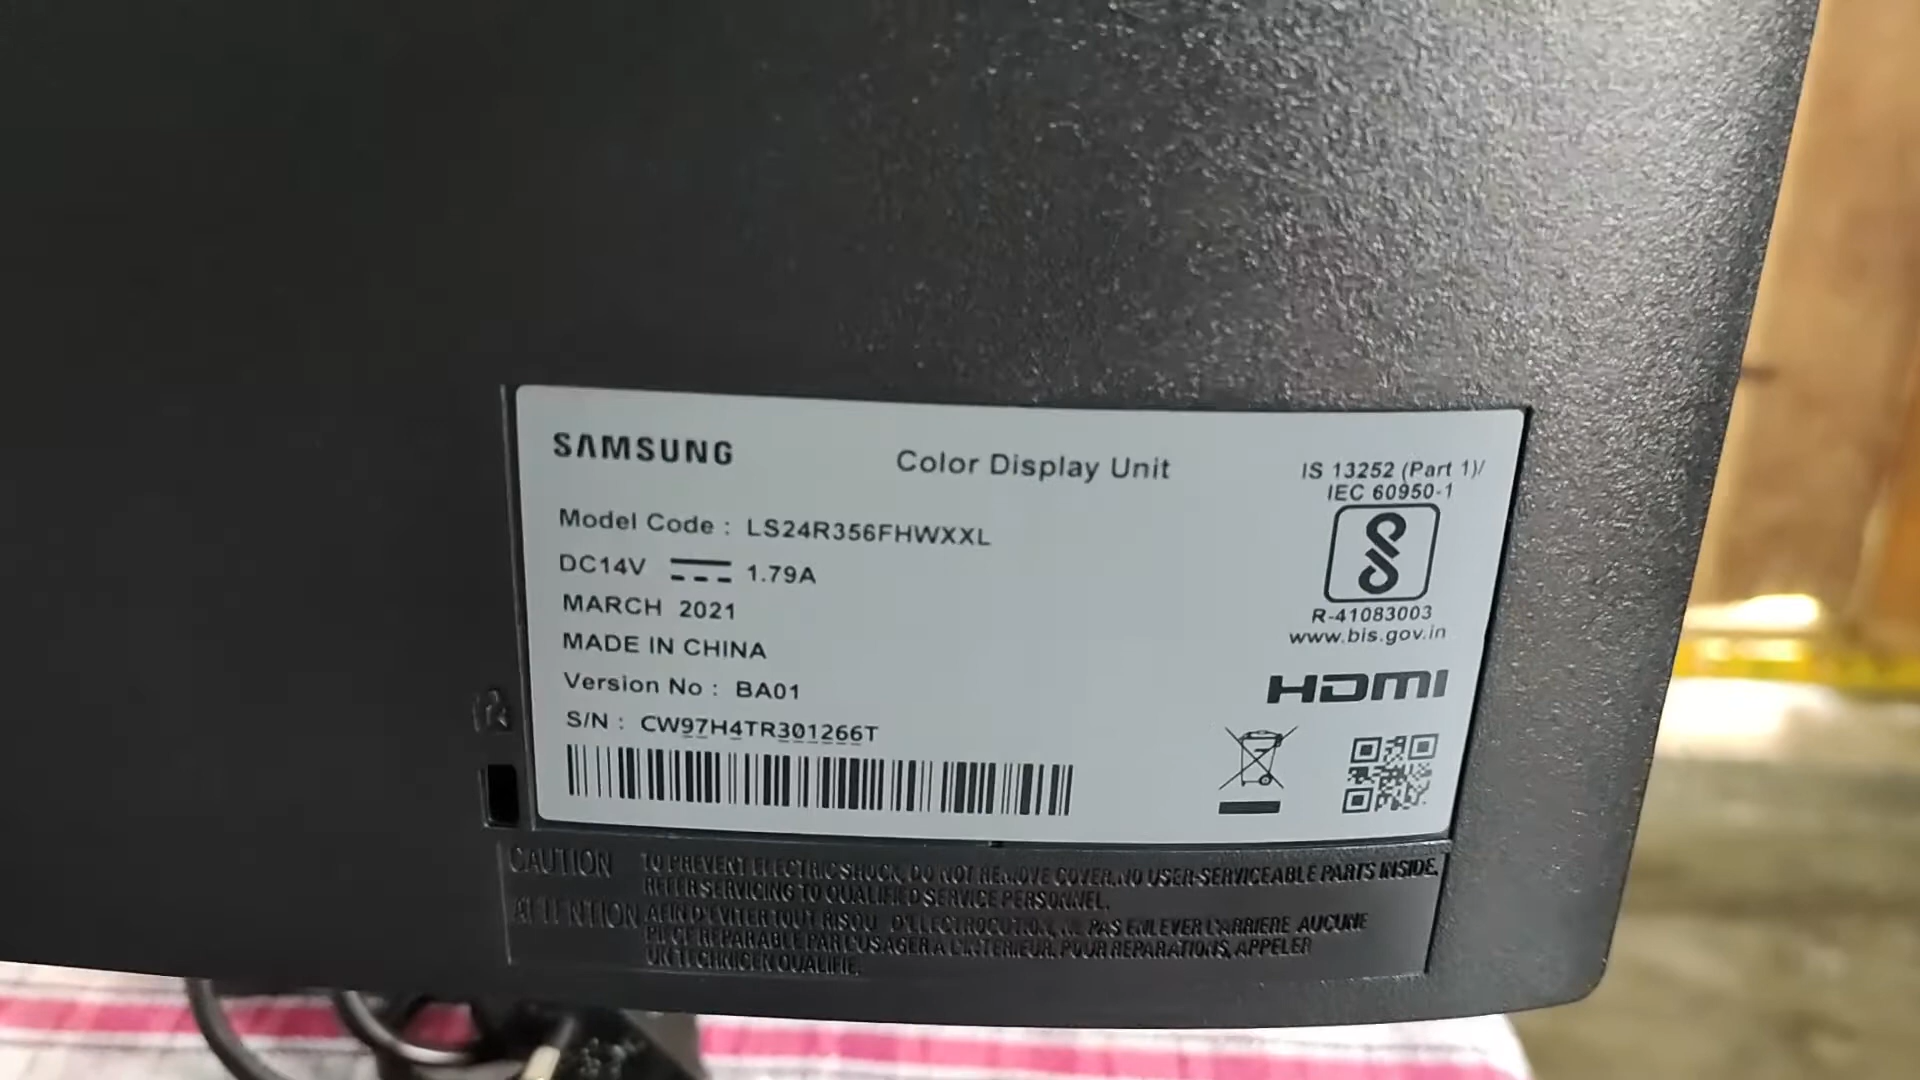 SAMSUNG
Color Display Unit
IS 13252 (Part 1)/
IEC 60950-1
Model Code : LS24R356FHWXXL
DC14V 1.79A
R-41083003
www.bis.gov.in
MARCH 2021
MADE IN CHINA
HDMI
Version No : BA01
S/N : CW97H4TR301266T
CAUTION TO PREVENT ELECTRIC SHOCK, DO NOT REMOVE COVER. NO USER-SERVICEABLE PARTS INSIDE.
REFER SERVICING TO QUALIFIED SERVICE PERSONNEL.
ATTENTION AFIN D'EVITER TOUT RISQU D'ELECTROCUTION, NE PAS ENLEVER L'ARRIERE AUCUNE
PIECE REPARABLE PAR L'USAGER A L'INTERIEUR. POUR REPARATIONS, APPELER
UN TECHNICIEN QUALIFIE.